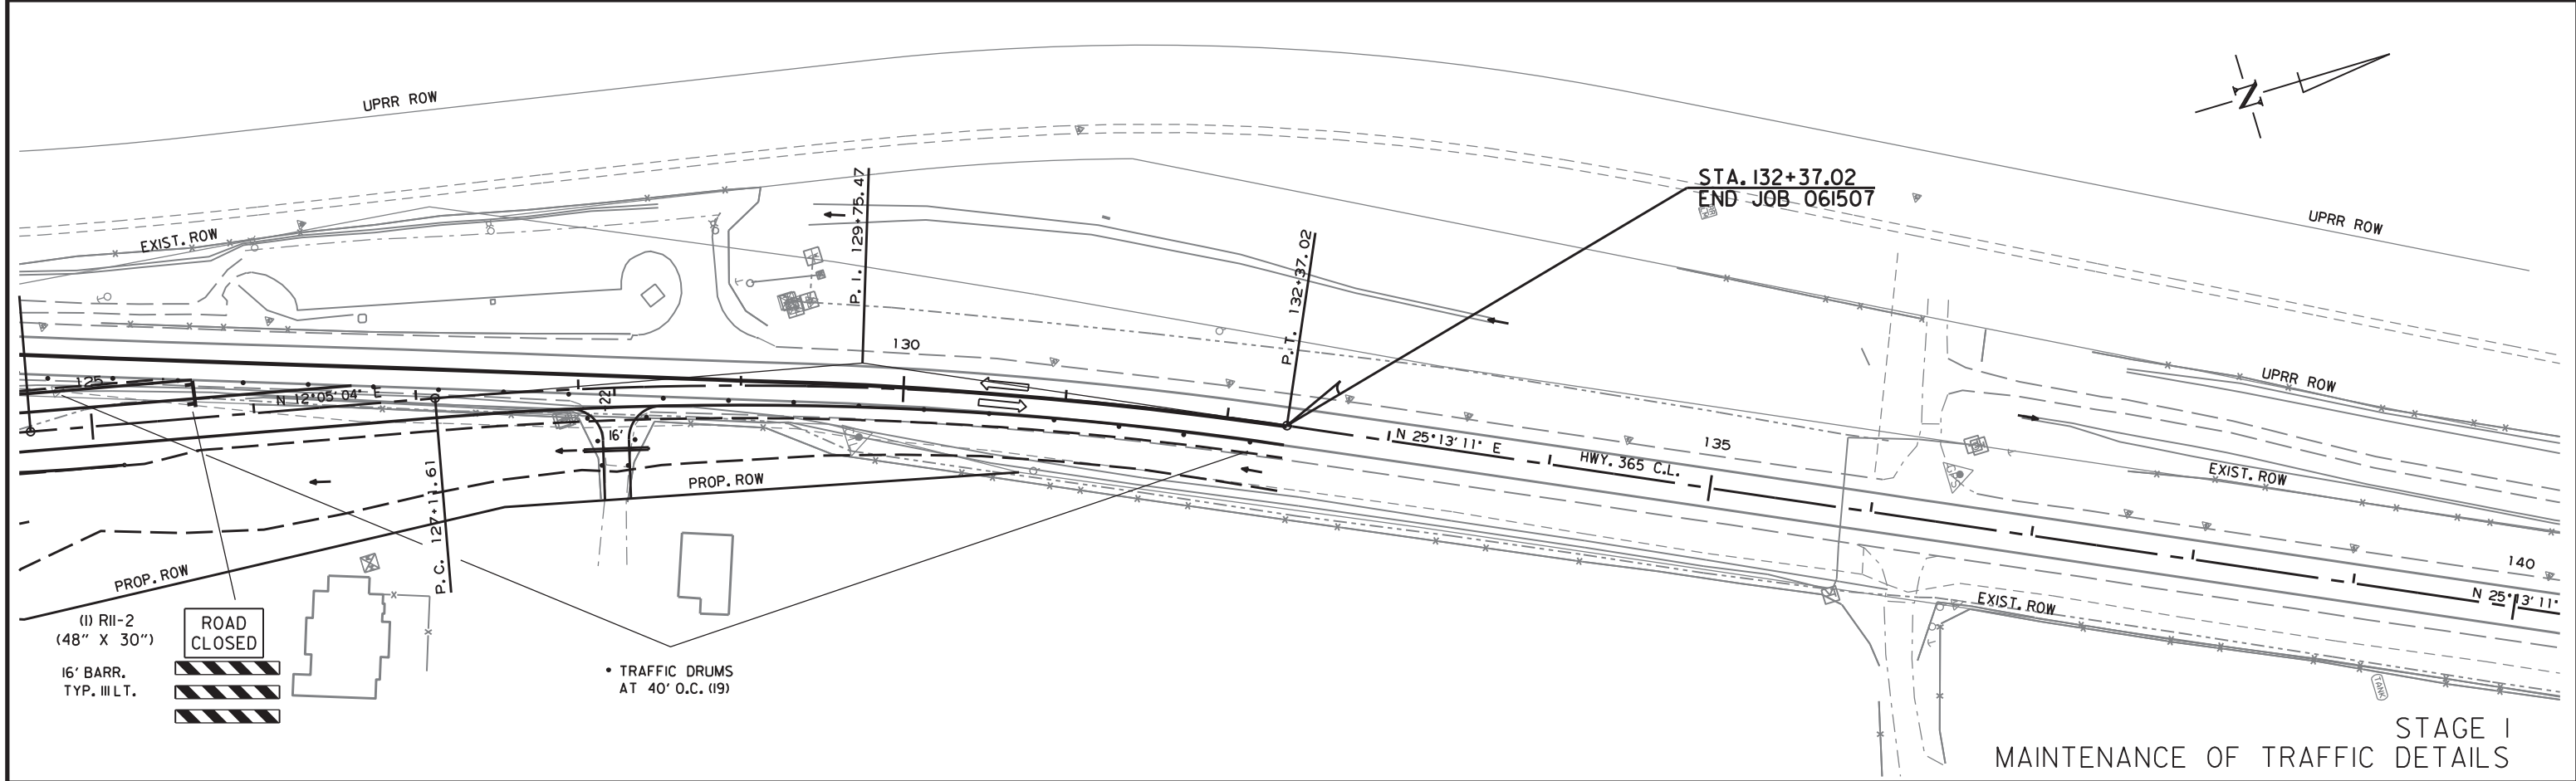 UPRR ROW
N
STA. 132+37.02
END JOB 061507
UPRR ROW
EXIST. ROW
P. I. 129+75.47
P. T. 132+37.02
130
125
N 12°05'04" E
22'
16'
N 25°13'11" E
HWY. 365 C.L.
135
UPRR ROW
EXIST. ROW
140
N 25°13'11"
PROP. ROW
P. C. 127+11.61
PROP. ROW
EXIST. ROW
(1) R11-2
(48" X 30")
ROAD
CLOSED
16' BARR.
TYP. III LT.
• TRAFFIC DRUMS
AT 40' O.C. (19)
TANK
STAGE 1
MAINTENANCE OF TRAFFIC DETAILS